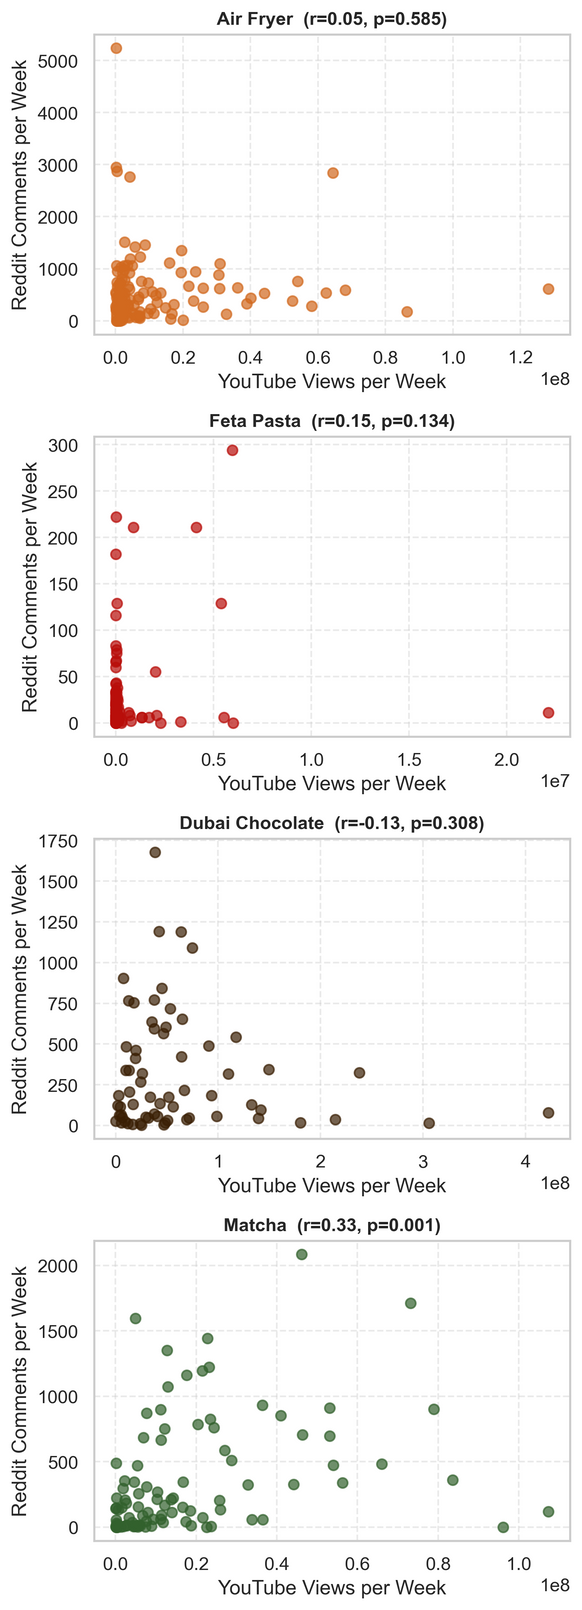 Air Fryer  (r=0.05, p=0.585)
Reddit Comments per Week
5000
4000
3000
2000
1000
0
0.0 0.2 0.4 0.6 0.8 1.0 1.2
1e8
YouTube Views per Week
Feta Pasta  (r=0.15, p=0.134)
Reddit Comments per Week
300
250
200
150
100
50
0
0.0 0.5 1.0 1.5 2.0
1e7
YouTube Views per Week
Dubai Chocolate  (r=-0.13, p=0.308)
Reddit Comments per Week
1750
1500
1250
1000
750
500
250
0
0 1 2 3 4
1e8
YouTube Views per Week
Matcha  (r=0.33, p=0.001)
Reddit Comments per Week
2000
1500
1000
500
0
0.0 0.2 0.4 0.6 0.8 1.0
1e8
YouTube Views per Week